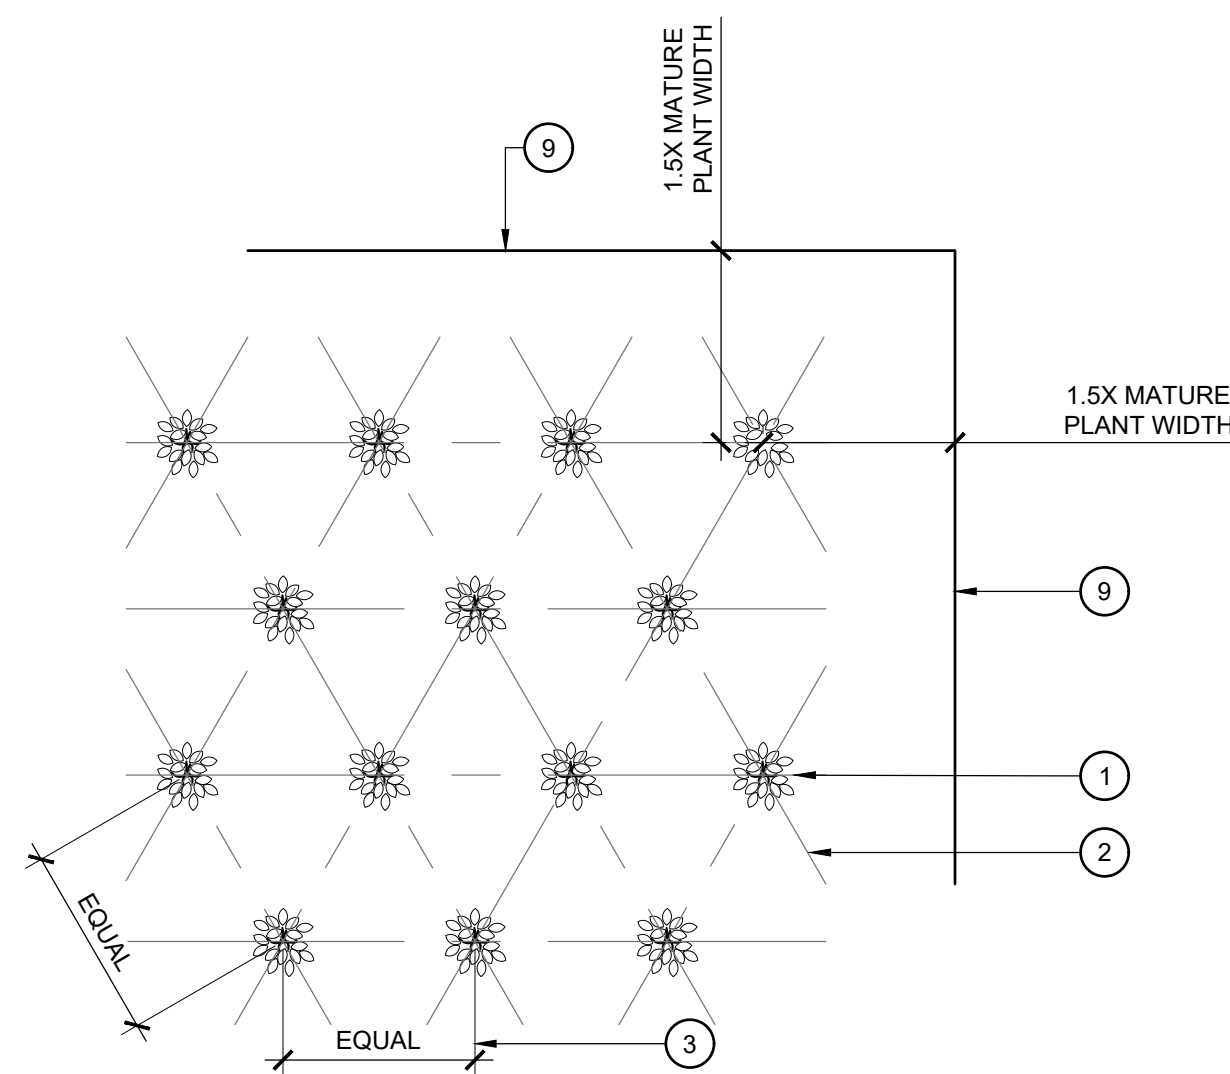 1.5X MATURE
PLANT WIDTH
9
1.5X MATURE
PLANT WIDTH
9
1
2
EQUAL
EQUAL
3